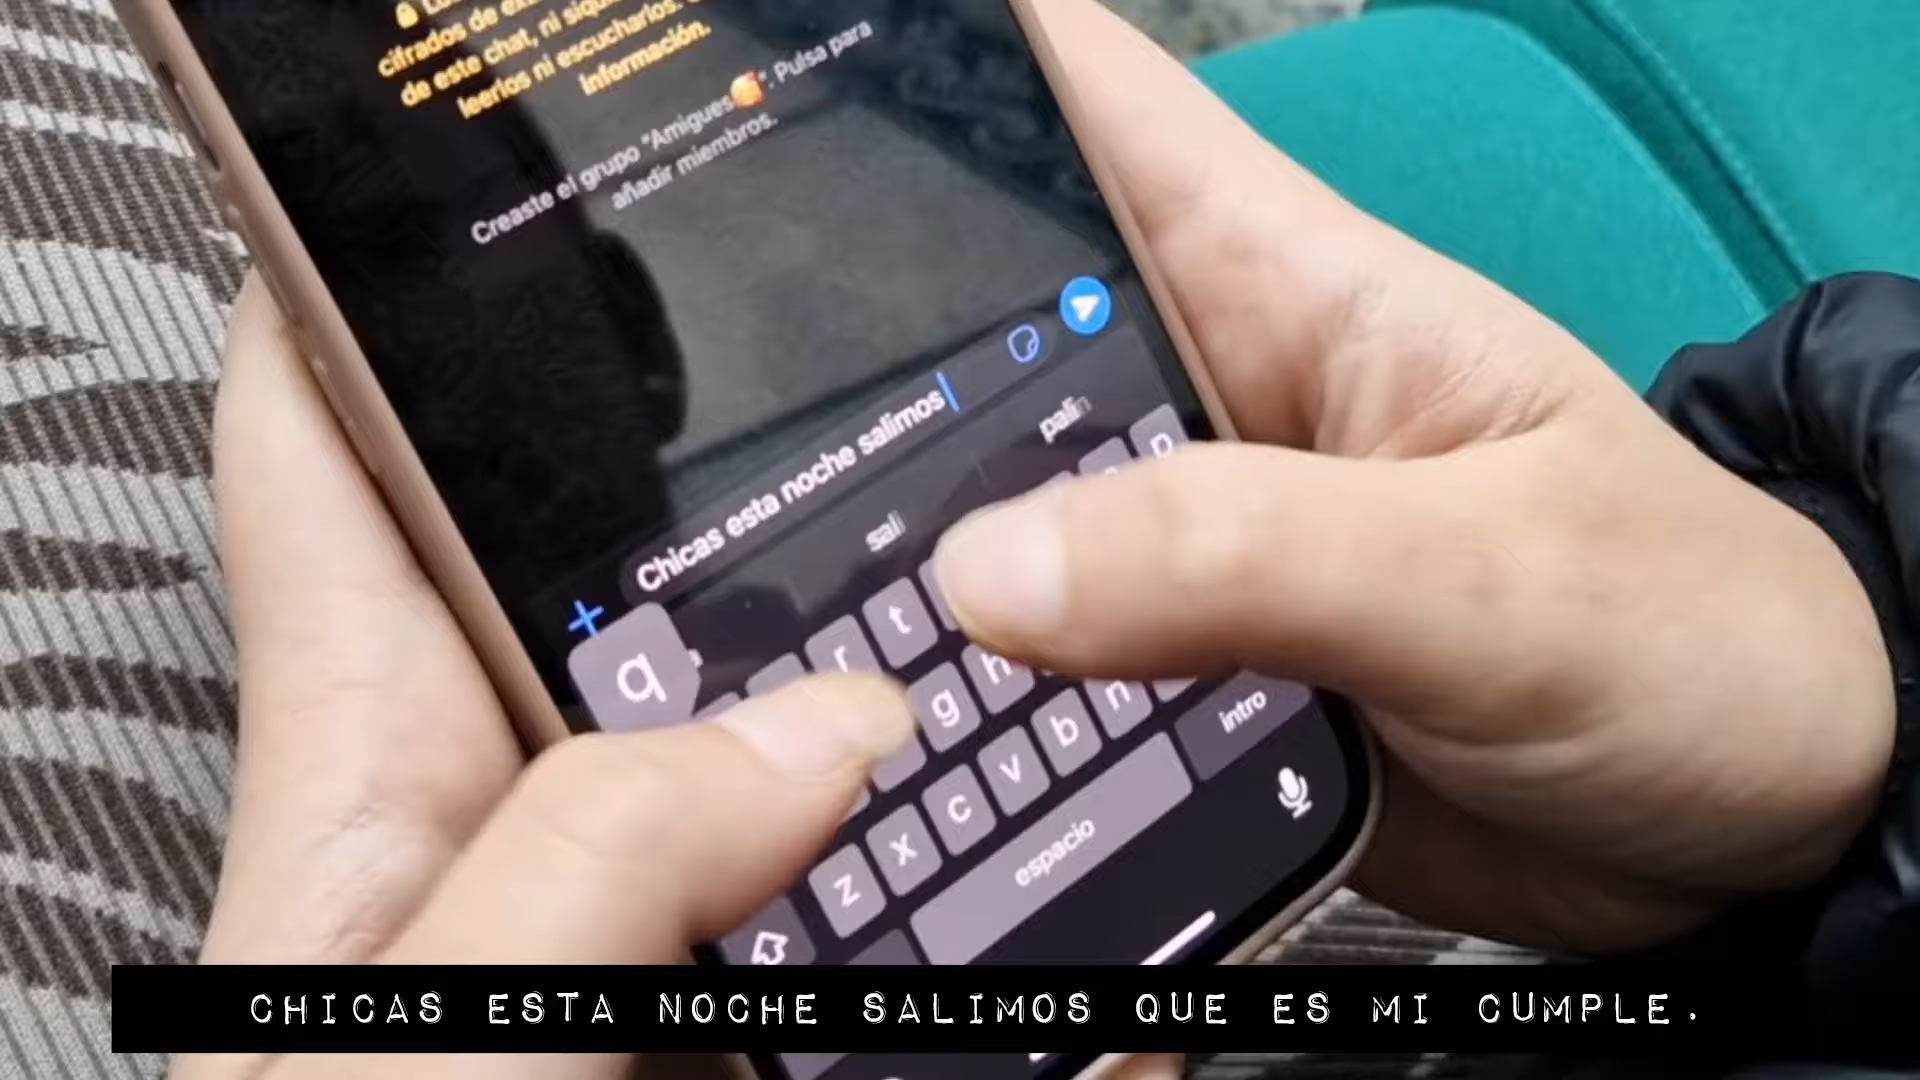 cifrados de
de este chat, ni
leerlos ni escucharlos.
información.
Creaste el grupo "Amigues🥰". Pulsa para
añadir miembros.
Chicas esta noche salimos
sali
palin
p
q
r
t
g
h
z
x
c
v
b
n
intro
espacio
CHICAS ESTA NOCHE SALIMOS QUE ES MI CUMPLE.